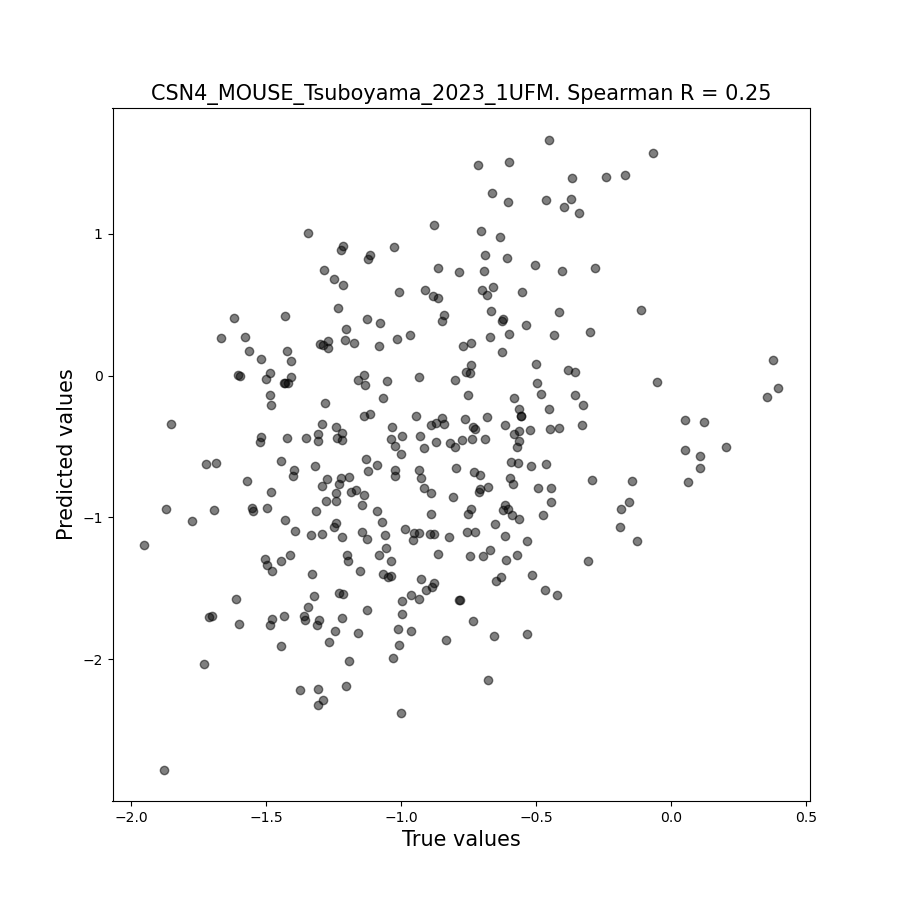 CSN4_MOUSE_Tsuboyama_2023_1UFM. Spearman R = 0.25
Predicted values
1
0
−1
−2
−2.0 −1.5 −1.0 −0.5 0.0 0.5
True values